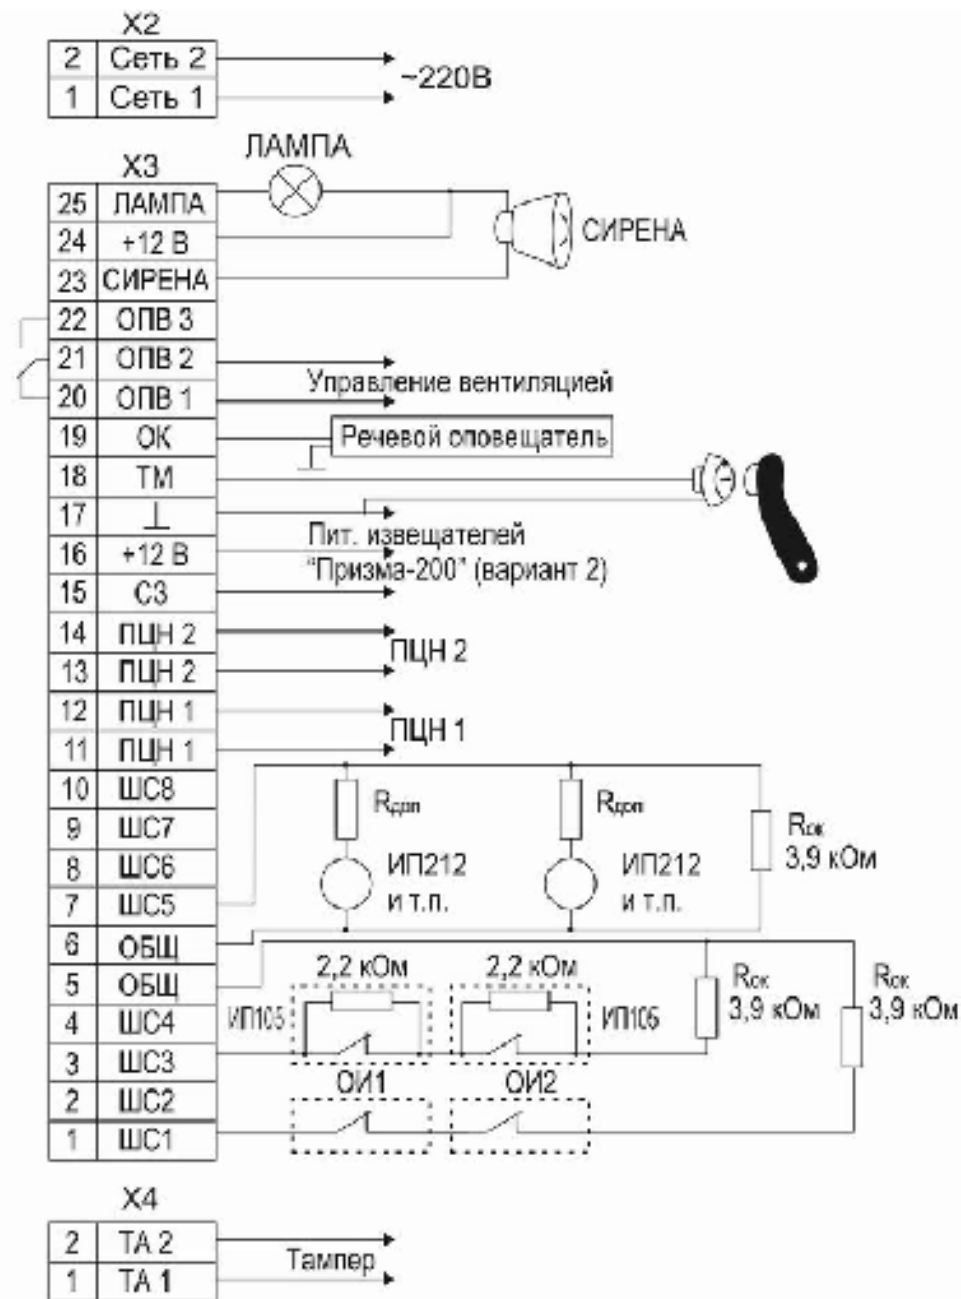 X2
2 Сеть 2
1 Сеть 1
~220В
X3
ЛАМПА
25 ЛАМПА
24 +12 В
23 СИРЕНА
СИРЕНА
22 ОПВ 3
21 ОПВ 2
20 ОПВ 1
Управление вентиляцией
19 ОК
Речевой оповещатель
18 ТМ
17 ⊥
16 +12 В
Пит. извещателей
“Призма-200” (вариант 2)
15 СЗ
14 ПЦН 2
13 ПЦН 2
ПЦН 2
12 ПЦН 1
11 ПЦН 1
ПЦН 1
10 ШС8
9 ШС7
8 ШС6
7 ШС5
Rдоп
Rдоп
Rок
3,9 кОм
ИП212
и т.п.
ИП212
и т.п.
6 ОБЩ
5 ОБЩ
4 ШС4
3 ШС3
2 ШС2
1 ШС1
2,2 кОм
2,2 кОм
ИП105
ИП105
Rок
3,9 кОм
Rок
3,9 кОм
ОИ1
ОИ2
X4
2 ТА 2
1 ТА 1
Тампер